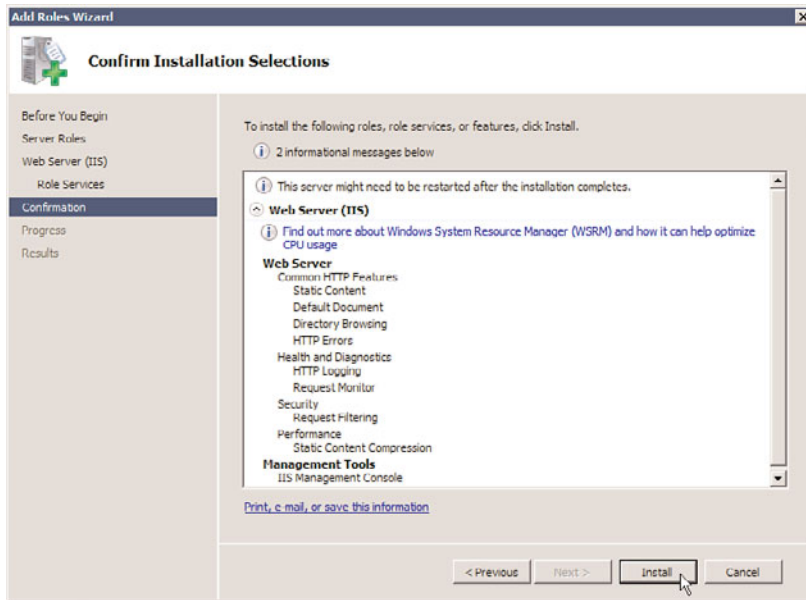 Add Roles Wizard
Confirm Installation Selections
Before You Begin
Server Roles
Web Server (IIS)
Role Services
Confirmation
Progress
Results
To install the following roles, role services, or features, click Install.
2 informational messages below
This server might need to be restarted after the installation completes.
Web Server (IIS)
Find out more about Windows System Resource Manager (WSRM) and how it can help optimize
CPU usage
Web Server
Common HTTP Features
Static Content
Default Document
Directory Browsing
HTTP Errors
Health and Diagnostics
HTTP Logging
Request Monitor
Security
Request Filtering
Performance
Static Content Compression
Management Tools
IIS Management Console
Print, e-mail, or save this information
< Previous
Next >
Install
Cancel